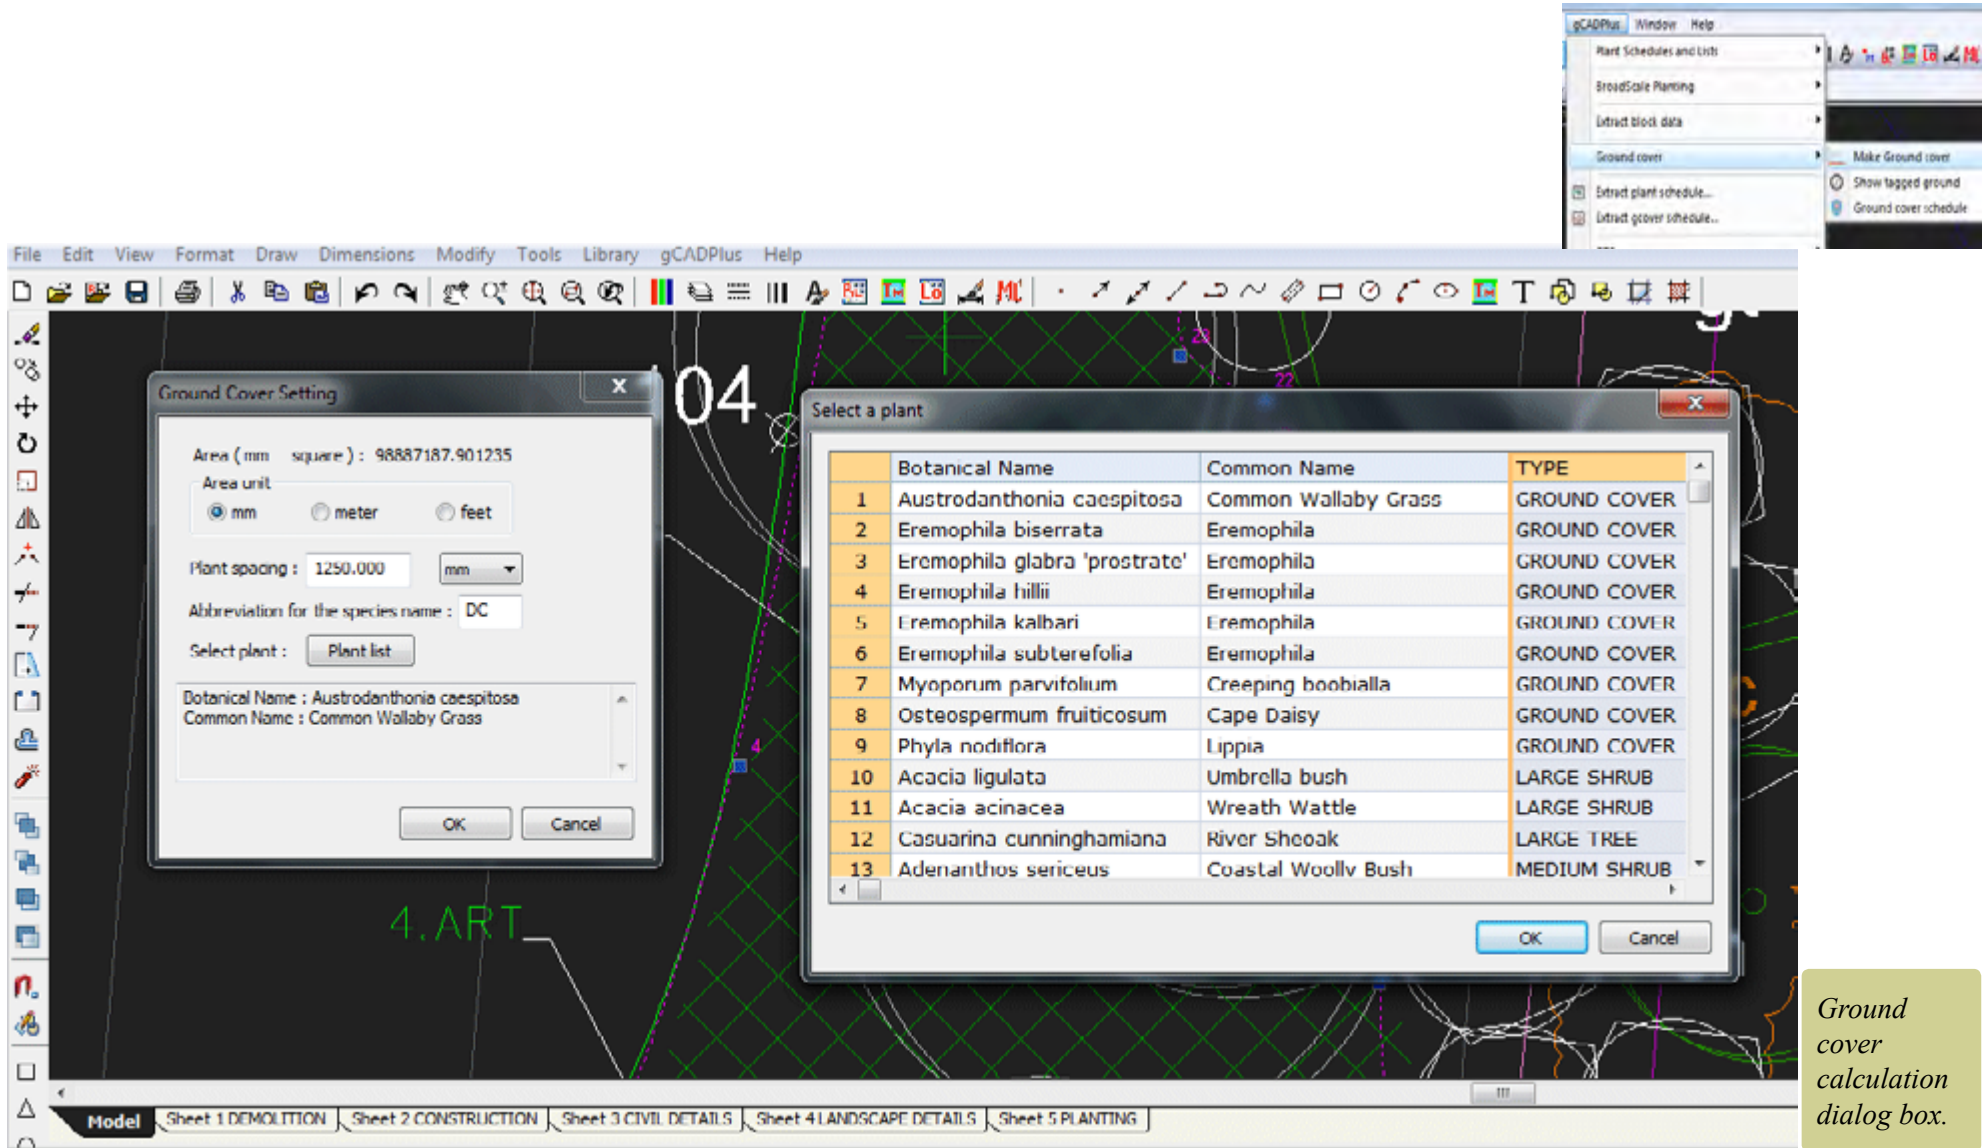 gCADPlus Window Help
Plant Schedules and Lists
BroadScale Planting
Extract block data
Ground cover
Make Ground cover
Show tagged ground
Ground cover schedule
Extract plant schedule...
Extract gcover schedule...
File Edit View Format Draw Dimensions Modify Tools Library gCADPlus Help
04
23
22
4
4.ART
Ground Cover Setting
Area ( mm square ) : 98887187.901235
Area unit
mm meter feet
Plant spacing : 1250.000 mm
Abbreviation for the species name : DC
Select plant : Plant list
Botanical Name : Austrodanthonia caespitosa
Common Name : Common Wallaby Grass
OK Cancel
Select a plant
Botanical Name Common Name TYPE
1 Austrodanthonia caespitosa Common Wallaby Grass GROUND COVER
2 Eremophila biserrata Eremophila GROUND COVER
3 Eremophila glabra 'prostrate' Eremophila GROUND COVER
4 Eremophila hillii Eremophila GROUND COVER
5 Eremophila kalbari Eremophila GROUND COVER
6 Eremophila subterefolia Eremophila GROUND COVER
7 Myoporum parvifolium Creeping boobialla GROUND COVER
8 Osteospermum fruiticosum Cape Daisy GROUND COVER
9 Phyla nodiflora Lippia GROUND COVER
10 Acacia ligulata Umbrella bush LARGE SHRUB
11 Acacia acinacea Wreath Wattle LARGE SHRUB
12 Casuarina cunninghamiana River Sheoak LARGE TREE
13 Adenanthos sericeus Coastal Woolly Bush MEDIUM SHRUB
OK Cancel
Model Sheet 1 DEMOLITION Sheet 2 CONSTRUCTION Sheet 3 CIVIL DETAILS Sheet 4 LANDSCAPE DETAILS Sheet 5 PLANTING
Ground
cover
calculation
dialog box.